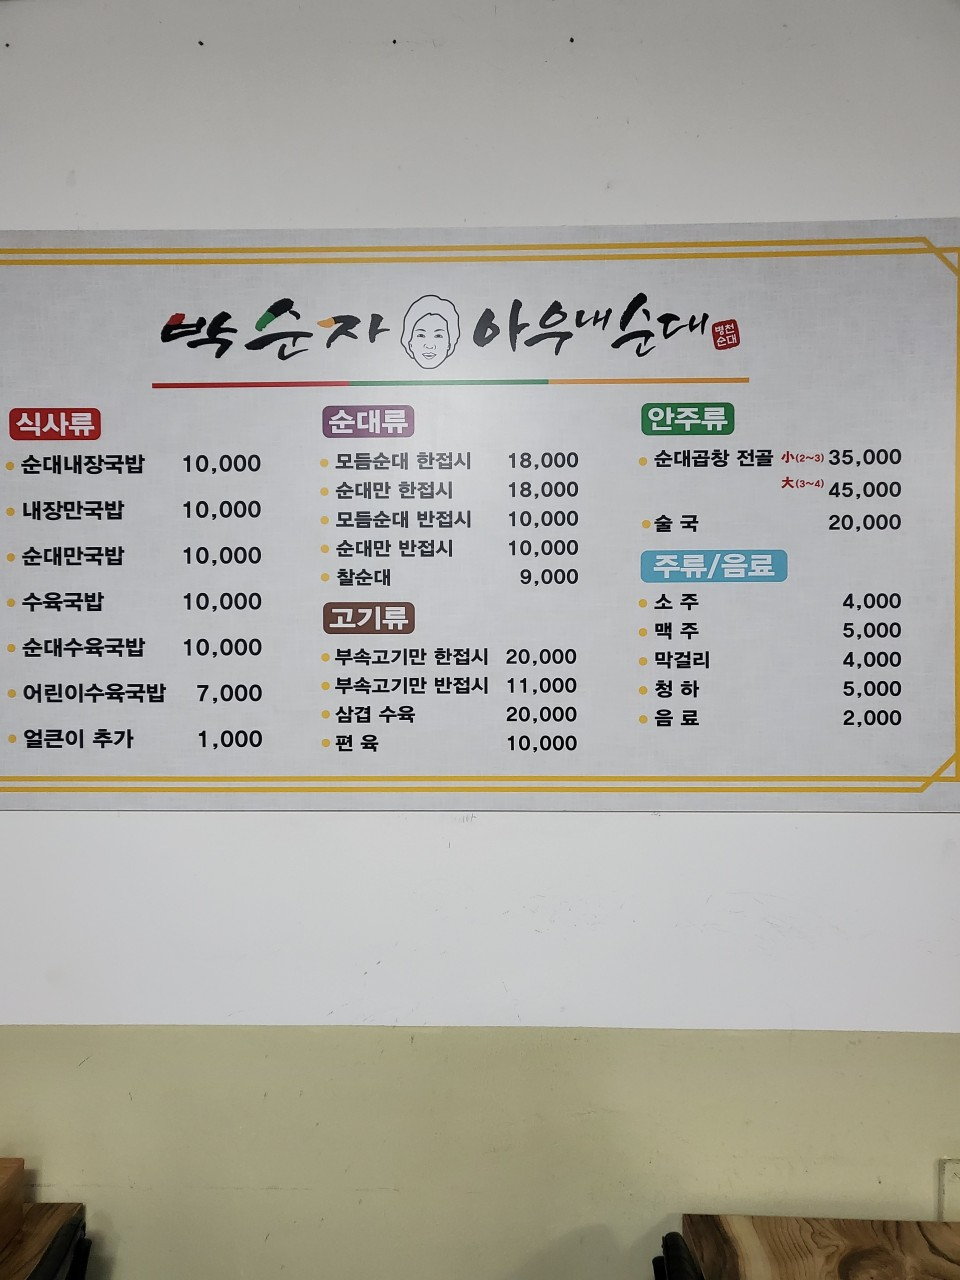 박순자 아우내순대 병천순대
식사류
순대내장국밥 10,000
내장만국밥 10,000
순대만국밥 10,000
수육국밥 10,000
순대수육국밥 10,000
어린이수육국밥 7,000
얼큰이 추가 1,000
순대류
모듬순대 한접시 18,000
순대만 한접시 18,000
모듬순대 반접시 10,000
순대만 반접시 10,000
찰순대 9,000
고기류
부속고기만 한접시 20,000
부속고기만 반접시 11,000
삼겹 수육 20,000
편 육 10,000
안주류
순대곱창 전골 小(2~3) 35,000
大(3~4) 45,000
술 국 20,000
주류/음료
소 주 4,000
맥 주 5,000
막걸리 4,000
청 하 5,000
음 료 2,000